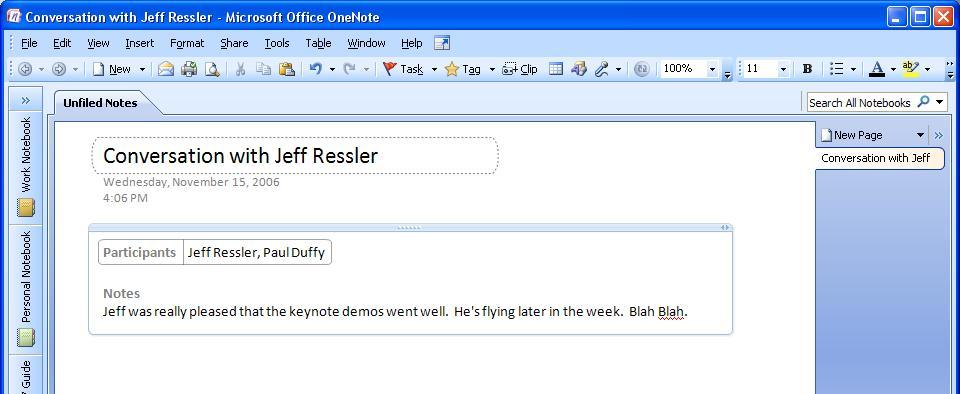 Conversation with Jeff Ressler - Microsoft Office OneNote
File Edit View Insert Format Share Tools Table Window Help
New Task Tag Clip 100% 11 B A ab
Unfiled Notes
Search All Notebooks
New Page
Conversation with Jeff
Work Notebook
Personal Notebook
Guide
Conversation with Jeff Ressler
Wednesday, November 15, 2006
4:06 PM
Participants Jeff Ressler, Paul Duffy
Notes
Jeff was really pleased that the keynote demos went well. He's flying later in the week. Blah Blah.